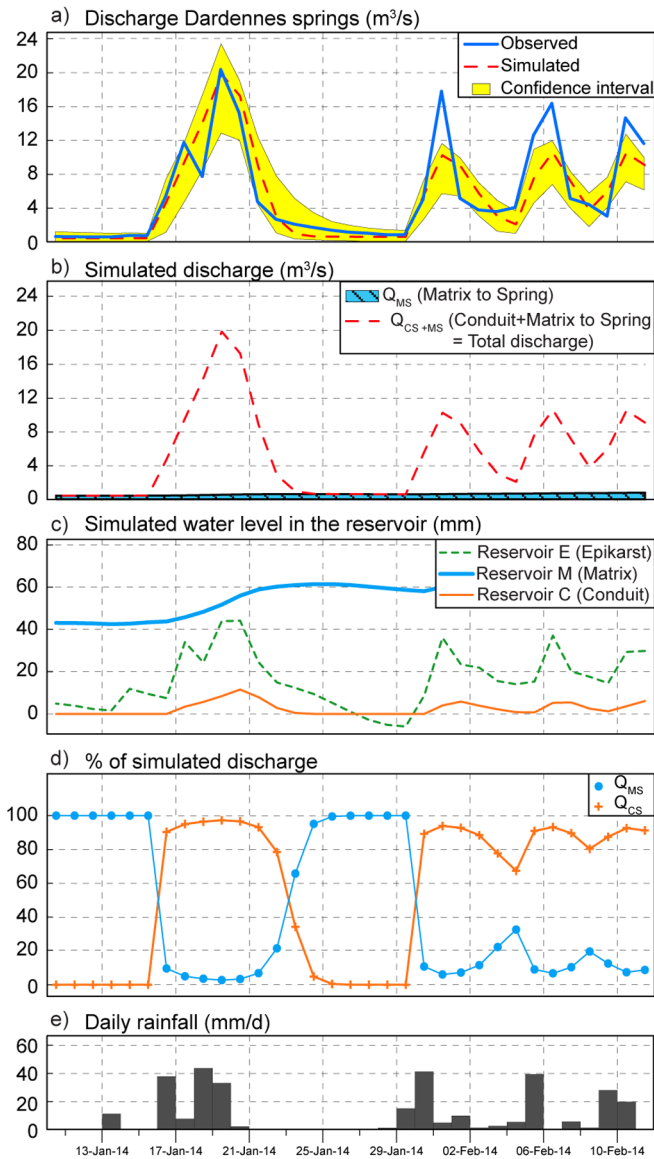 a) Discharge Dardennes springs (m³/s)
24
20
16
12
8
4
0
Observed
Simulated
Confidence interval
b) Simulated discharge (m³/s)
24
20
16
12
8
4
0
Q_MS (Matrix to Spring)
Q_CS+MS (Conduit+Matrix to Spring
= Total discharge)
c) Simulated water level in the reservoir (mm)
80
60
40
20
0
Reservoir E (Epikarst)
Reservoir M (Matrix)
Reservoir C (Conduit)
d) % of simulated discharge
100
80
60
40
20
0
Q_MS
Q_CS
e) Daily rainfall (mm/d)
60
40
20
0
13-Jan-14 17-Jan-14 21-Jan-14 25-Jan-14 29-Jan-14 02-Feb-14 06-Feb-14 10-Feb-14